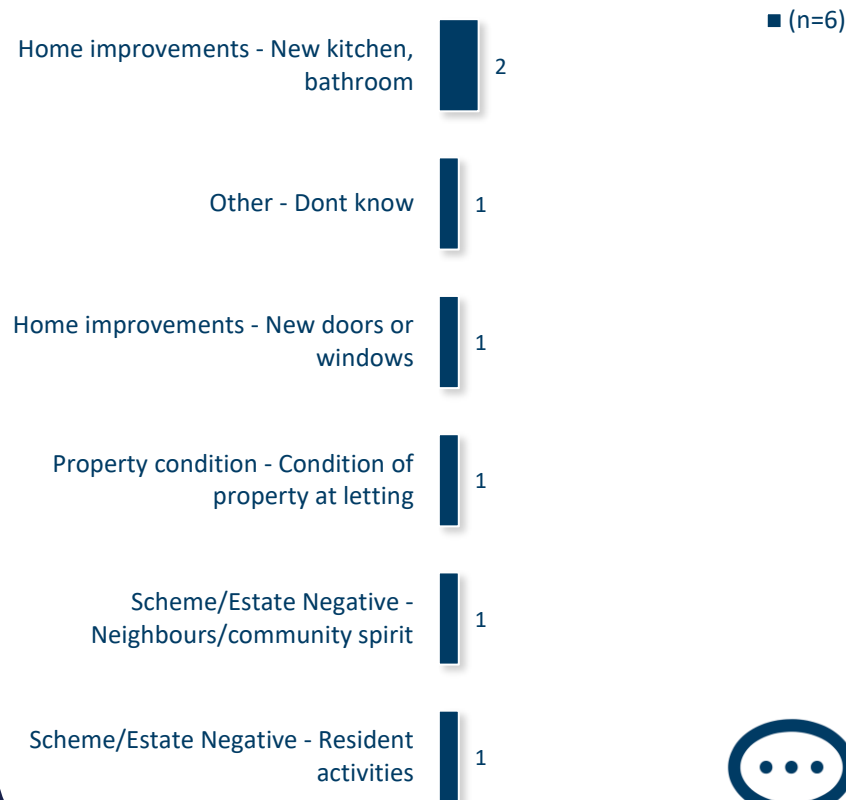 (n=6)
Home improvements - New kitchen,
bathroom
2
Other - Dont know
1
Home improvements - New doors or
windows
1
Property condition - Condition of
property at letting
1
Scheme/Estate Negative -
Neighbours/community spirit
1
Scheme/Estate Negative - Resident
activities
1